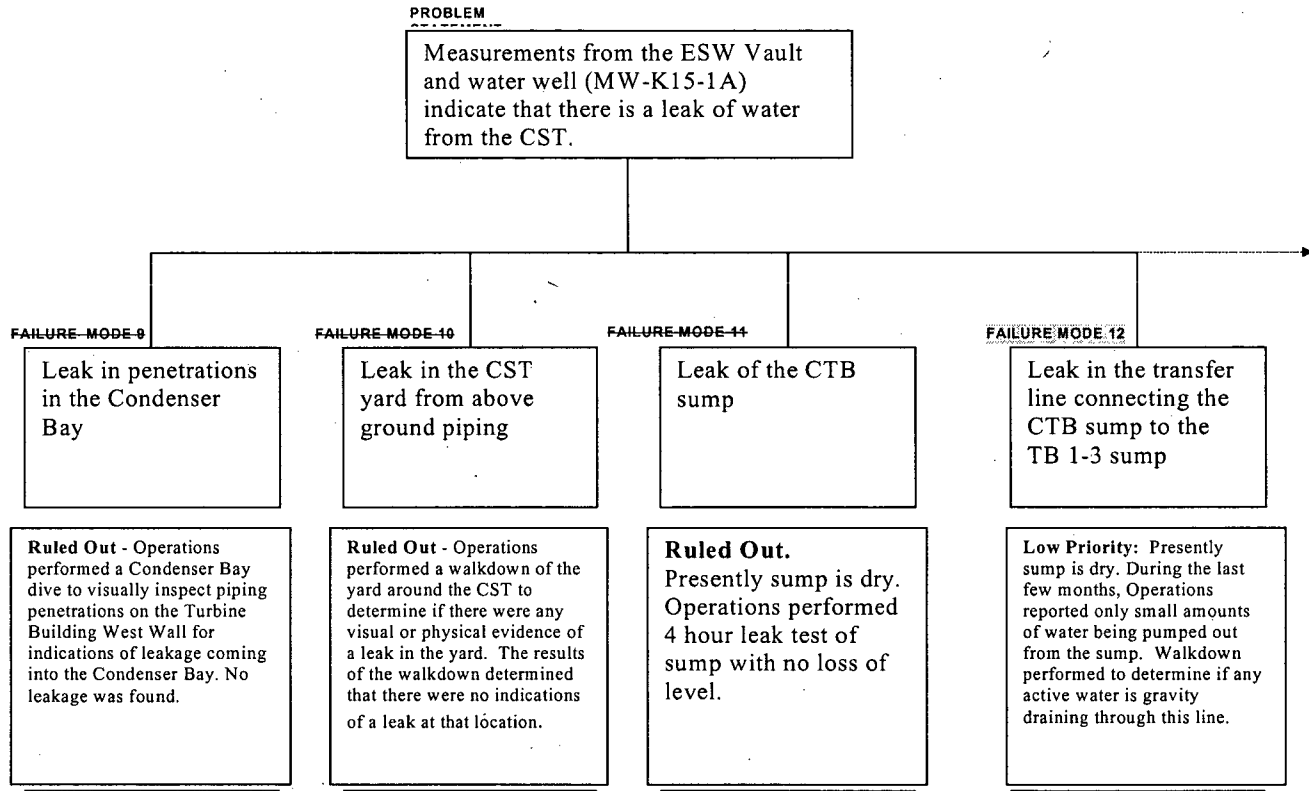 PROBLEM
STATEMENT
Measurements from the ESW Vault
and water well (MW-K15-1A)
indicate that there is a leak of water
from the CST.
FAILURE MODE 9
Leak in penetrations
in the Condenser
Bay
Ruled Out - Operations
performed a Condenser Bay
dive to visually inspect piping
penetrations on the Turbine
Building West Wall for
indications of leakage coming
into the Condenser Bay. No
leakage was found.
FAILURE MODE 10
Leak in the CST
yard from above
ground piping
Ruled Out - Operations
performed a walkdown of the
yard around the CST to
determine if there were any
visual or physical evidence of
a leak in the yard. The results
of the walkdown determined
that there were no indications
of a leak at that location.
FAILURE MODE 11
Leak of the CTB
sump
Ruled Out.
Presently sump is dry.
Operations performed
4 hour leak test of
sump with no loss of
level.
FAILURE MODE 12
Leak in the transfer
line connecting the
CTB sump to the
TB 1-3 sump
Low Priority: Presently
sump is dry. During the last
few months, Operations
reported only small amounts
of water being pumped out
from the sump. Walkdown
performed to determine if any
active water is gravity
draining through this line.